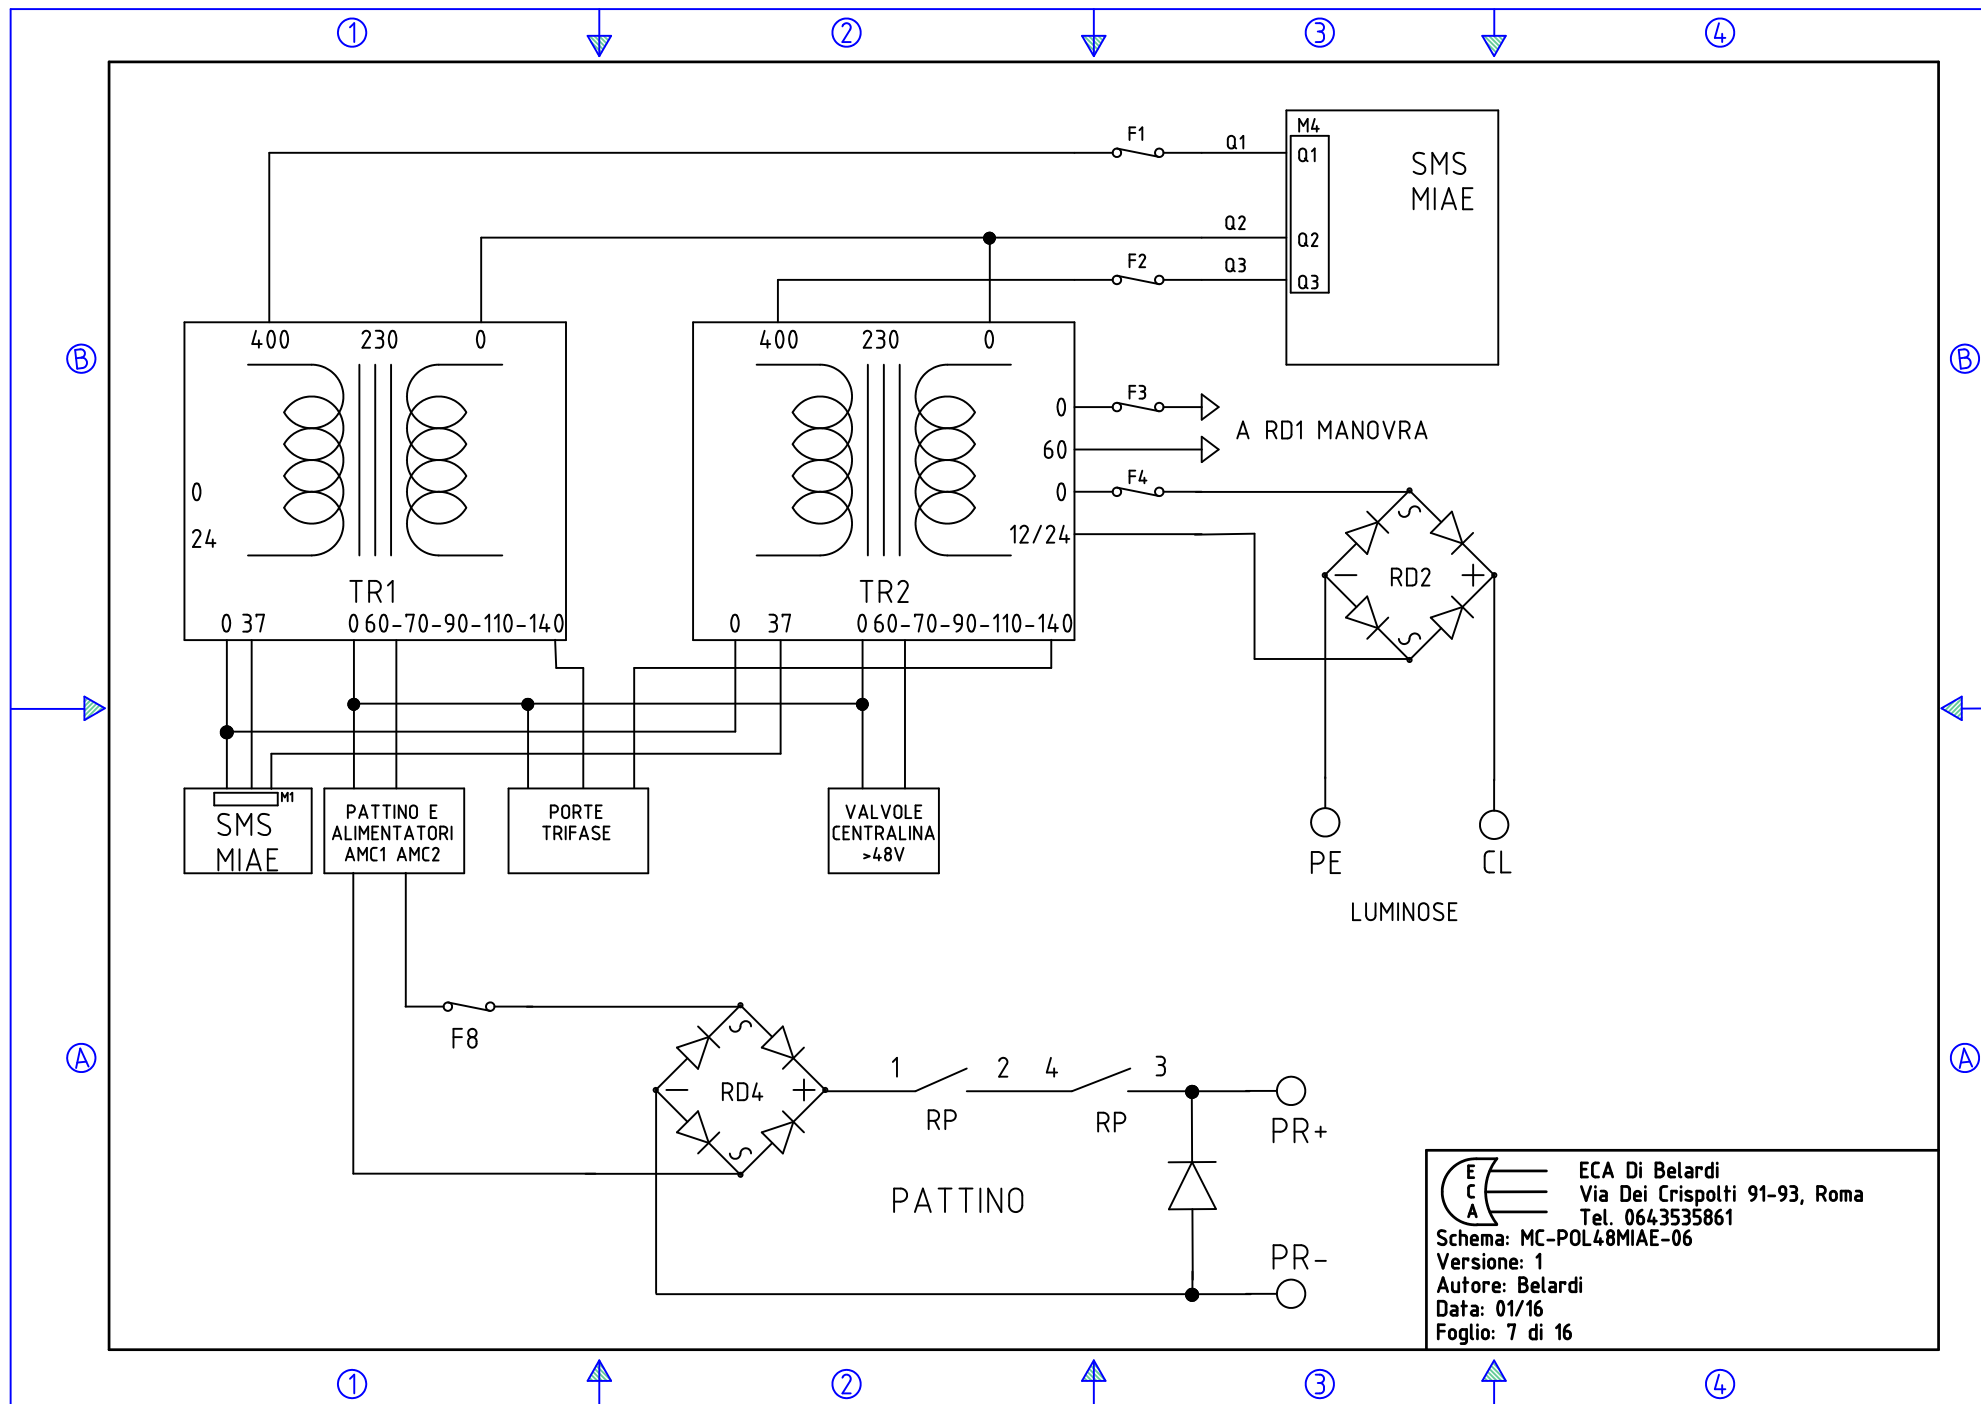 1
2
3
4
M4
F1
Q1
Q1
SMS
MIAE
Q2
Q2
F2
Q3
Q3
B
B
400 230 0
400 230 0
0
F3
A RD1 MANOVRA
60
0
F4
0
24
12/24
TR1
TR2
RD2
0 37 0 60-70-90-110-140
0 37 0 60-70-90-110-140
M1
SMS
MIAE
PATTINO E
ALIMENTATORI
AMC1 AMC2
PORTE
TRIFASE
VALVOLE
CENTRALINA
>48V
PE
CL
LUMINOSE
F8
A
A
RD4
1
2
4
3
RP
RP
PR+
PATTINO
PR-
E
C
A
ECA Di Belardi
Via Dei Crispolti 91-93, Roma
Tel. 0643535861
Schema: MC-POL48MIAE-06
Versione: 1
Autore: Belardi
Data: 01/16
Foglio: 7 di 16
1
2
3
4